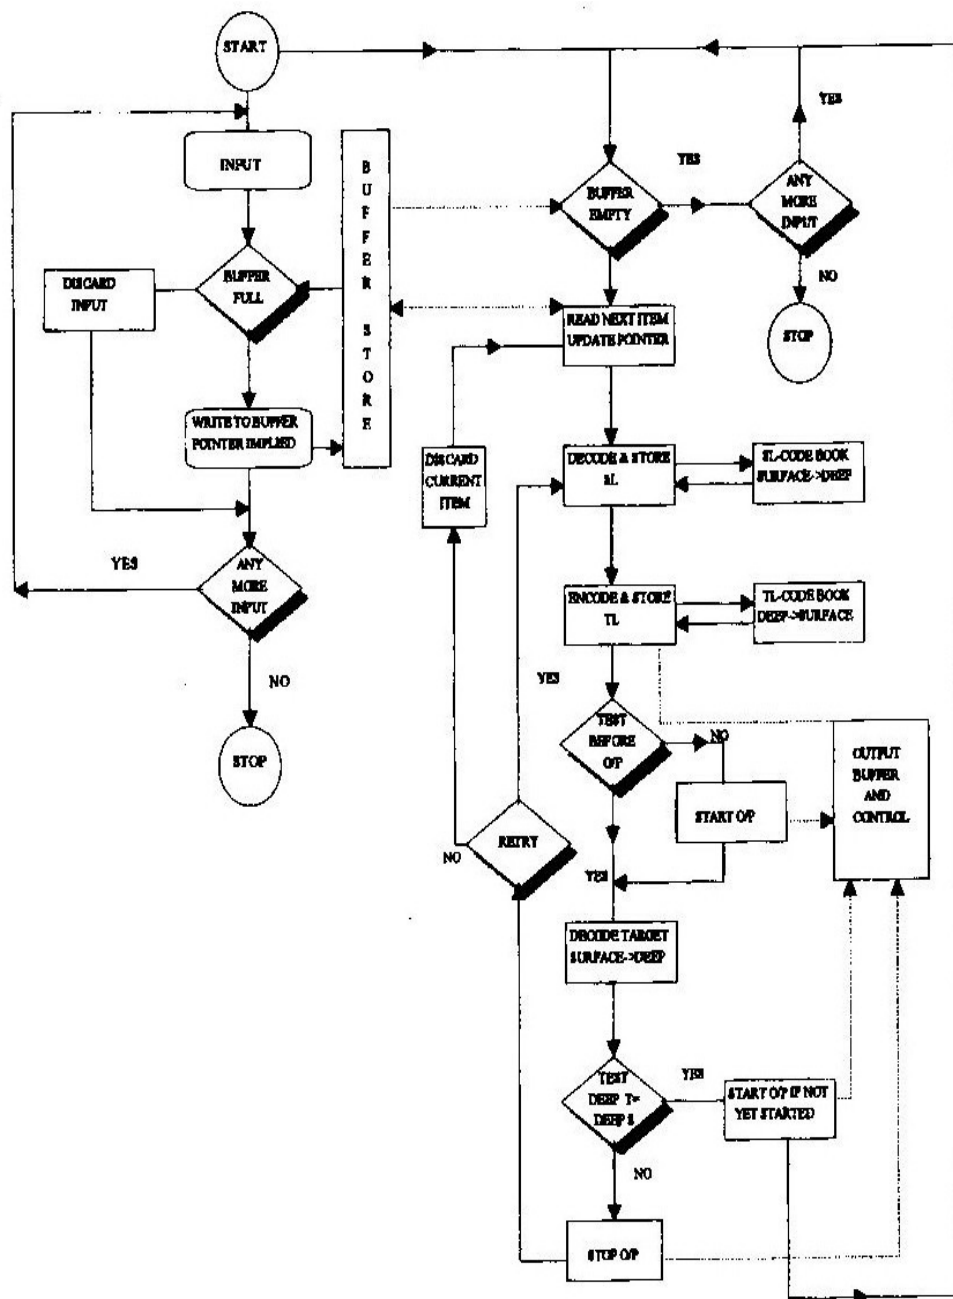 START
YES
INPUT
B
U
F
F
E
R
S
T
O
R
E
BUFFER
EMPTY
YES
ANY
MORE
INPUT
NO
STOP
DISCARD
INPUT
BUFFER
FULL
READ NEXT ITEM
UPDATE POINTER
WRITE TO BUFFER
POINTER IMPLIED
DISCARD
CURRENT
ITEM
DECODE & STORE
SL
SL-CODE BOOK
SURFACE->DEEP
YES
ANY
MORE
INPUT
NO
STOP
ENCODE & STORE
TL
TL-CODE BOOK
DEEP->SURFACE
YES
TEST
BEFORE
O/P
NO
OUTPUT
BUFFER
AND
CONTROL
START O/P
RETRY
NO
YES
DECODE TARGET
SURFACE->DEEP
TEST
DEEP T=
DEEP S
YES
START O/P IF NOT
YET STARTED
NO
STOP O/P